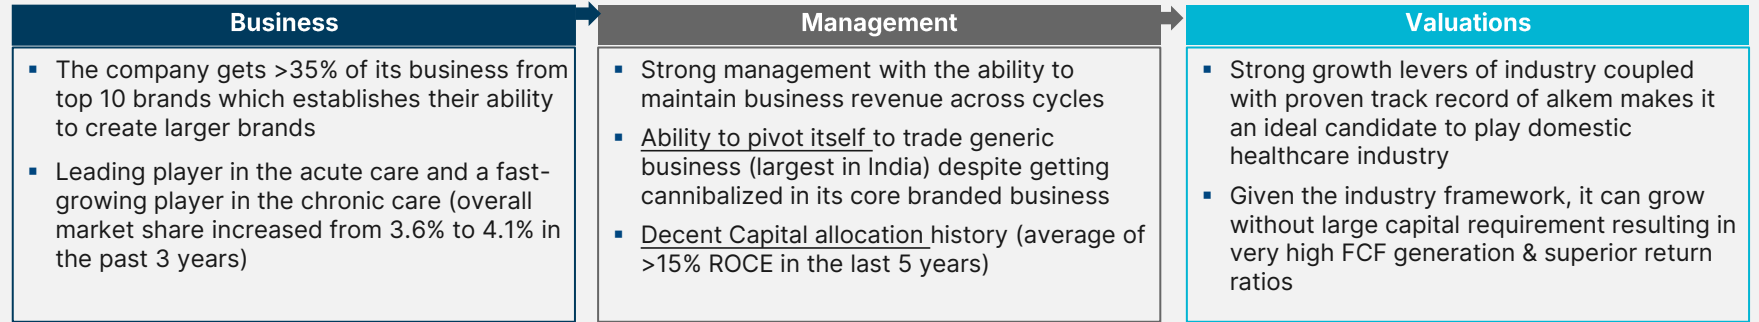 Business
▪ The company gets >35% of its business from
top 10 brands which establishes their ability
to create larger brands
▪ Leading player in the acute care and a fast-
growing player in the chronic care (overall
market share increased from 3.6% to 4.1% in
the past 3 years)
Management
▪ Strong management with the ability to
maintain business revenue across cycles
▪ Ability to pivot itself to trade generic
business (largest in India) despite getting
cannibalized in its core branded business
▪ Decent Capital allocation history (average of
>15% ROCE in the last 5 years)
Valuations
▪ Strong growth levers of industry coupled
with proven track record of alkem makes it
an ideal candidate to play domestic
healthcare industry
▪ Given the industry framework, it can grow
without large capital requirement resulting in
very high FCF generation & superior return
ratios